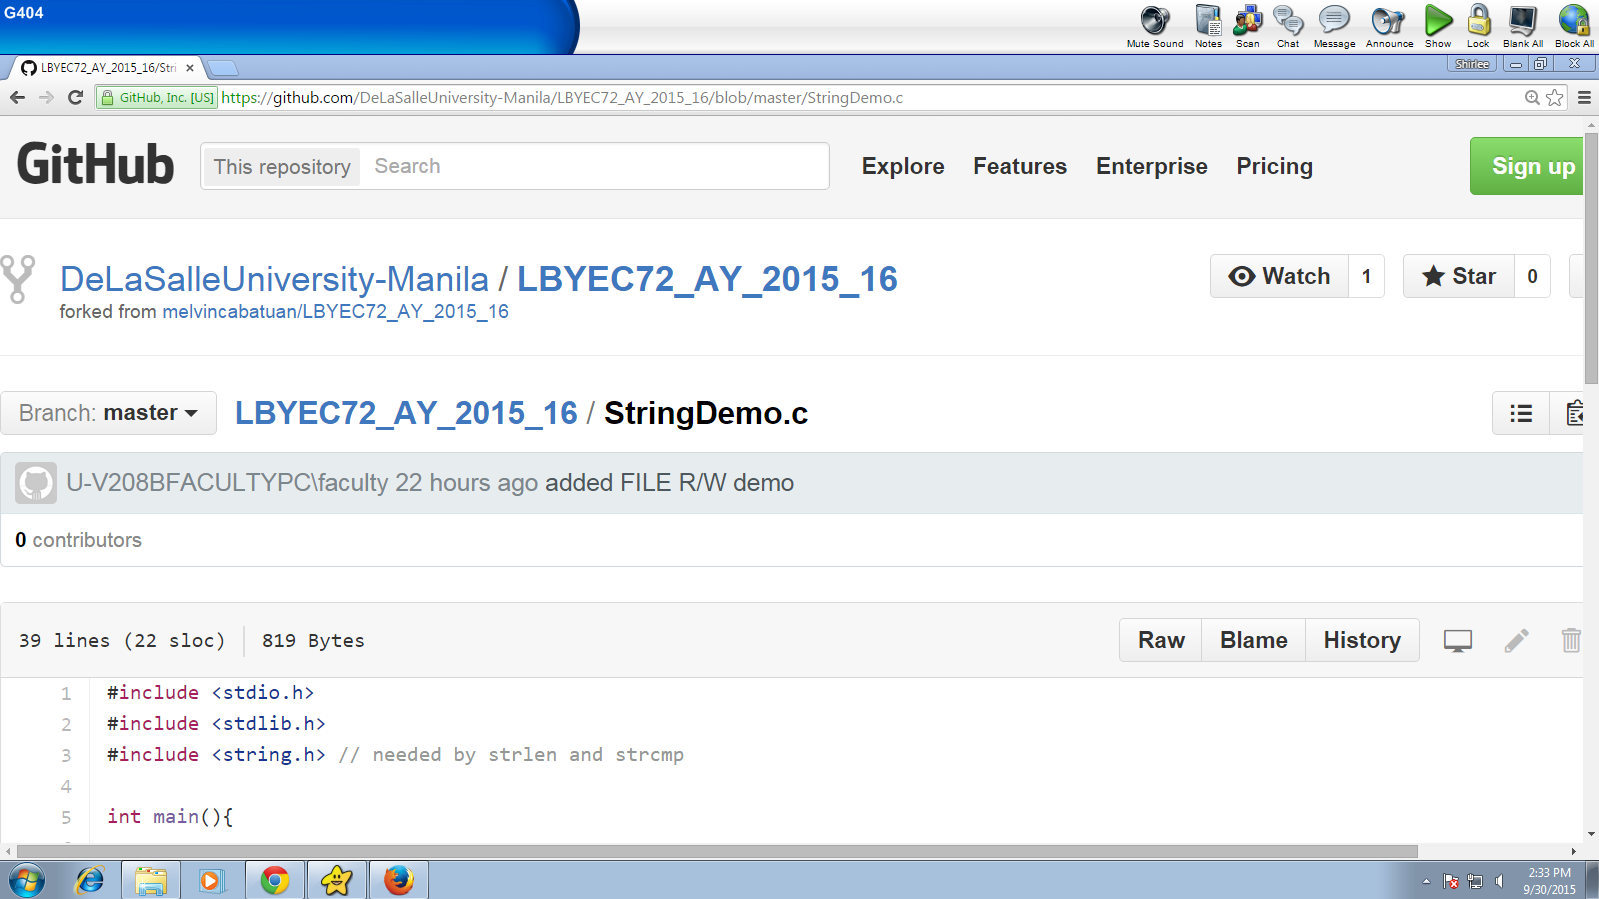 G404
Mute Sound Notes Scan Chat Message Announce Show Lock Blank All Block All
LBYEC72_AY_2015_16/Stri
Shirlee
GitHub, Inc. [US] https://github.com/DeLaSalleUniversity-Manila/LBYEC72_AY_2015_16/blob/master/StringDemo.c
GitHub This repository Search Explore Features Enterprise Pricing Sign up
DeLaSalleUniversity-Manila / LBYEC72_AY_2015_16 Watch 1 Star 0
forked from melvincabatuan/LBYEC72_AY_2015_16
Branch: master LBYEC72_AY_2015_16 / StringDemo.c
U-V208BFACULTYPC\faculty 22 hours ago added FILE R/W demo
0 contributors
39 lines (22 sloc) 819 Bytes Raw Blame History
1 #include <stdio.h>
2 #include <stdlib.h>
3 #include <string.h> // needed by strlen and strcmp
4
5 int main(){
2:33 PM
9/30/2015